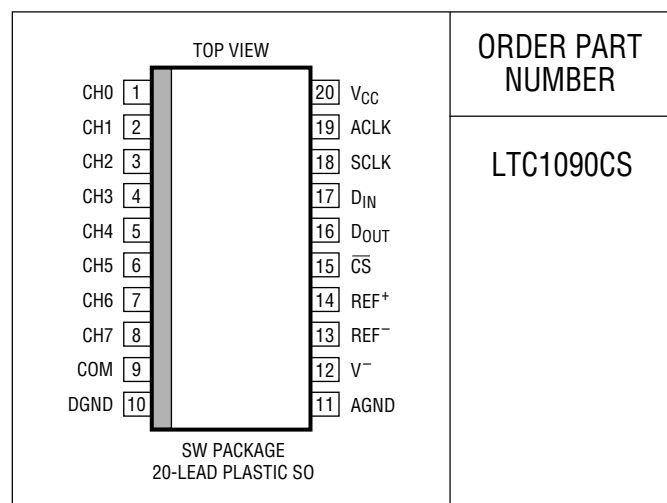 TOP VIEW
CH0 1
CH1 2
CH2 3
CH3 4
CH4 5
CH5 6
CH6 7
CH7 8
COM 9
DGND 10
20 VCC
19 ACLK
18 SCLK
17 DIN
16 DOUT
15 C̅S̅
14 REF+
13 REF−
12 V−
11 AGND
SW PACKAGE
20-LEAD PLASTIC SO
ORDER PART
NUMBER
LTC1090CS